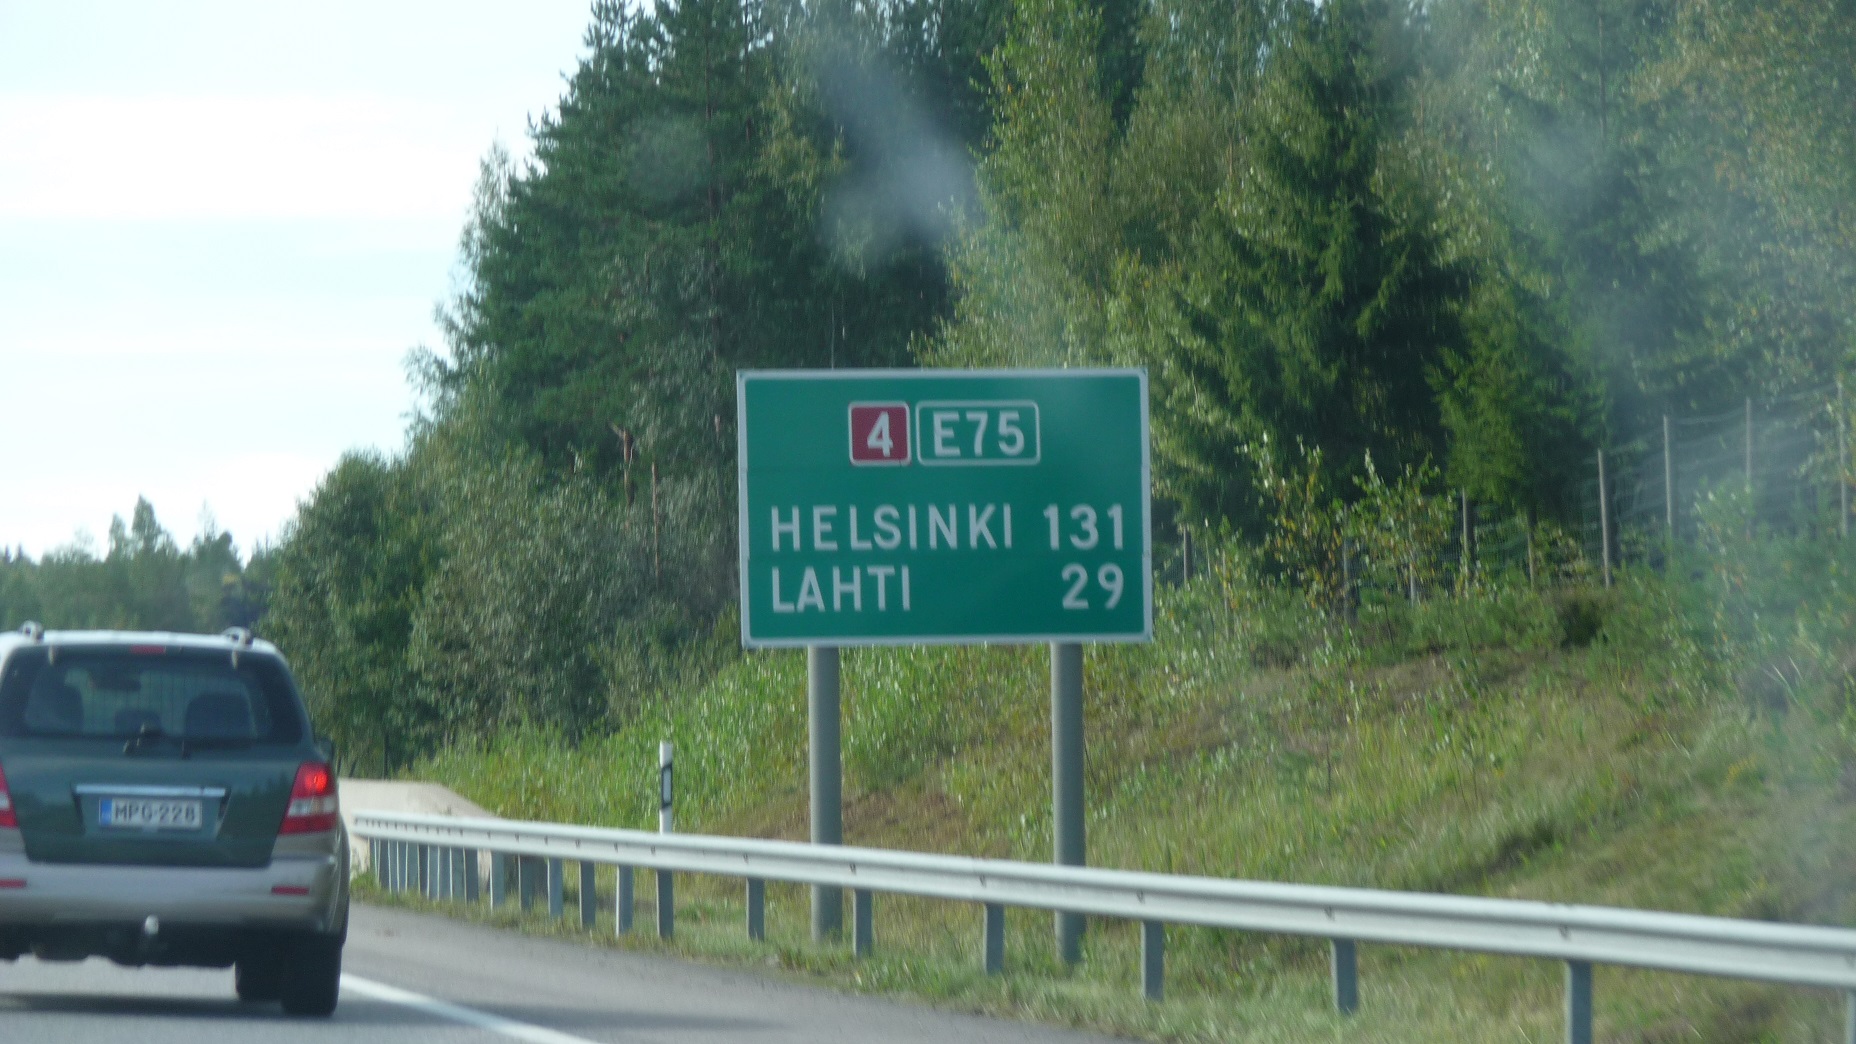 4 E75
HELSINKI 131
LAHTI 29
MPG-228